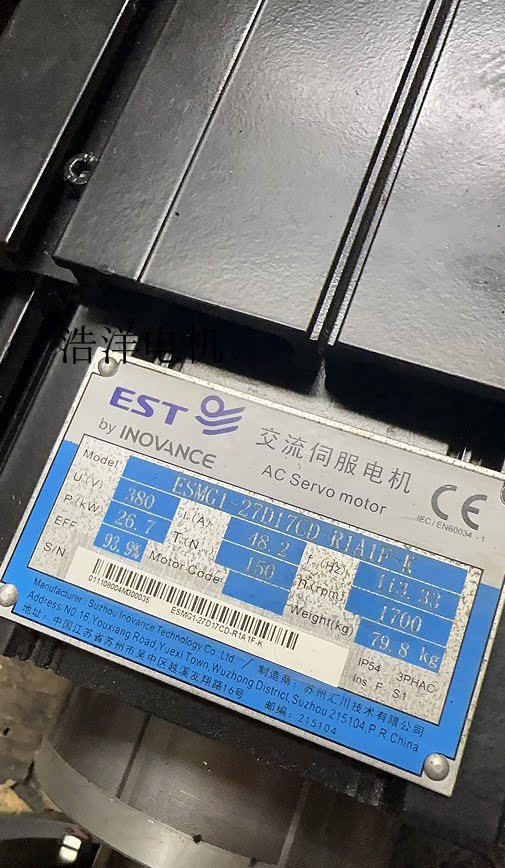 浩洋电机
EST
by INOVANCE
交流伺服电机
AC Servo motor
CE
IEC/EN60034-1
Model ESMG1-27D17CD-R1A1F-K
U(V) 380 I(A) 48.2 f(Hz) 113.33
P(kW) 26.7 T(N) 150 n(rpm) 1700
EFF 93.9% Motor Code Weight(kg) 79.8 kg
S/N 01108004M300035 ESMG1-27D17CD-R1A1F-K IP54 3PHAC
Ins F S1
Manufacturer: Suzhou Inovance Technology Co. Ltd / 制造商: 苏州汇川技术有限公司
Address: NO.16 Youxiang Road, Yuexi Town, Wuzhong District, Suzhou 215104, P.R.China
地址: 中国江苏省苏州市吴中区越溪友翔路16号 邮编: 215104